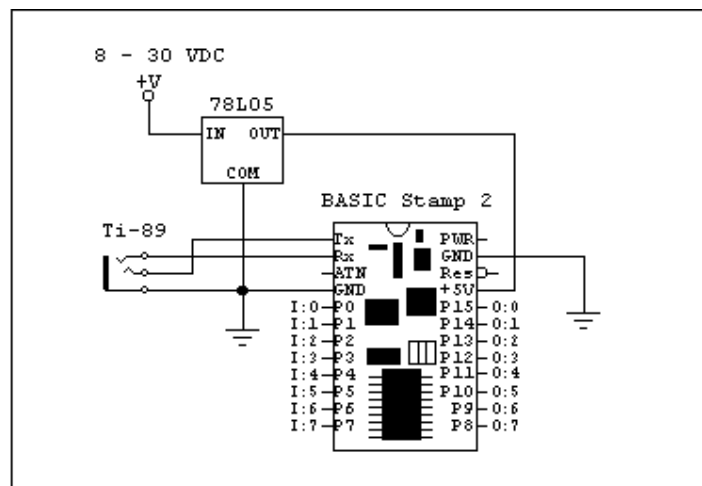 8 - 30 VDC
+V
78L05
IN OUT
COM
BASIC Stamp 2
Ti-89
Tx PWR
Rx GND
ATN Res
GND +5V
I:0 P0 P15 O:0
I:1 P1 P14 O:1
I:2 P2 P13 O:2
I:3 P3 P12 O:3
I:4 P4 P11 O:4
I:5 P5 P10 O:5
I:6 P6 P9 O:6
I:7 P7 P8 O:7